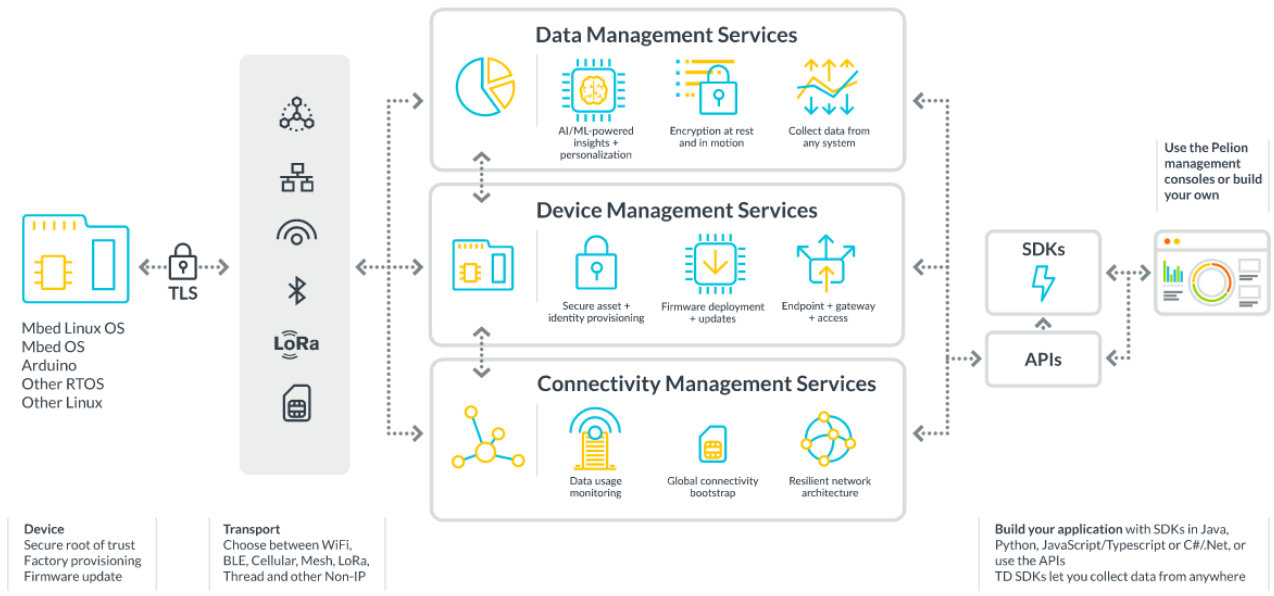 Data Management Services
AI/ML-powered
insights +
personalization
Encryption at rest
and in motion
Collect data from
any system
Device Management Services
Secure asset +
identity provisioning
Firmware deployment
+ updates
Endpoint + gateway
+ access
Connectivity Management Services
Data usage
monitoring
Global connectivity
bootstrap
Resilient network
architecture
TLS
Mbed Linux OS
Mbed OS
Arduino
Other RTOS
Other Linux
LoRa
SDKs
APIs
Use the Pelion
management
consoles or build
your own
Device
Secure root of trust
Factory provisioning
Firmware update
Transport
Choose between WiFi,
BLE, Cellular, Mesh, LoRa,
Thread and other Non-IP
Build your application with SDKs in Java,
Python, JavaScript/Typescript or C#/.Net, or
use the APIs
TD SDKs let you collect data from anywhere